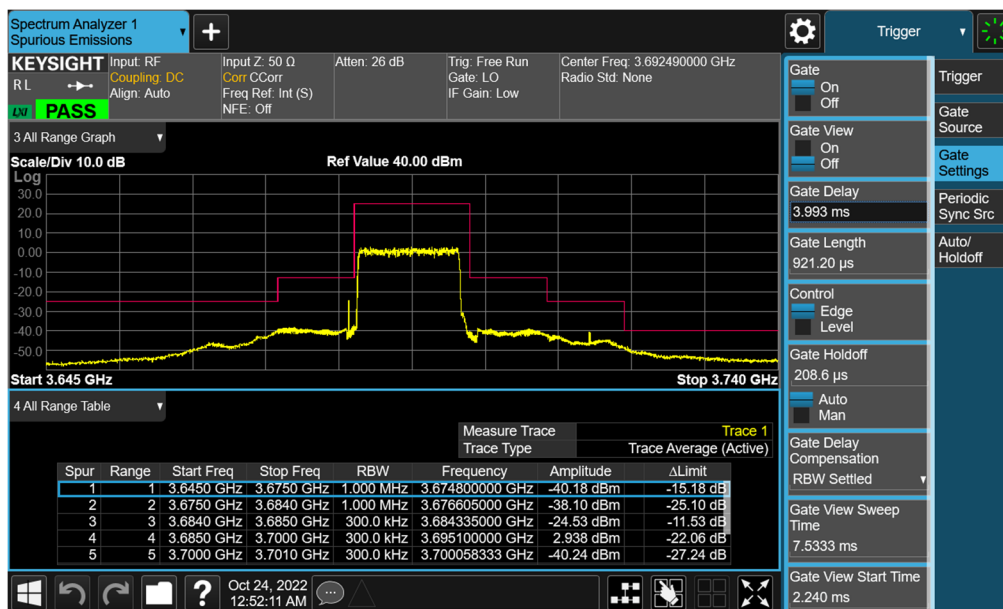 Spectrum Analyzer 1
Spurious Emissions
Trigger
KEYSIGHT
R L
LXI
PASS
Input: RF
Coupling: DC
Align: Auto
Input Z: 50 Ω
Corr CCorr
Freq Ref: Int (S)
NFE: Off
Atten: 26 dB
Trig: Free Run
Gate: LO
IF Gain: Low
Center Freq: 3.692490000 GHz
Radio Std: None
3 All Range Graph
Scale/Div 10.0 dB
Ref Value 40.00 dBm
Log
30.0
20.0
10.0
0.00
-10.0
-20.0
-30.0
-40.0
-50.0
Start 3.645 GHz
Stop 3.740 GHz
4 All Range Table
Measure Trace Trace 1
Trace Type Trace Average (Active)
Spur Range Start Freq Stop Freq RBW Frequency Amplitude ΔLimit
1 1 3.6450 GHz 3.6750 GHz 1.000 MHz 3.674800000 GHz -40.18 dBm -15.18 dB
2 2 3.6750 GHz 3.6840 GHz 1.000 MHz 3.676605000 GHz -38.10 dBm -25.10 dB
3 3 3.6840 GHz 3.6850 GHz 300.0 kHz 3.684335000 GHz -24.53 dBm -11.53 dB
4 4 3.6850 GHz 3.7000 GHz 300.0 kHz 3.695100000 GHz 2.938 dBm -22.06 dB
5 5 3.7000 GHz 3.7010 GHz 300.0 kHz 3.700058333 GHz -40.24 dBm -27.24 dB
?
Oct 24, 2022
12:52:11 AM
Gate
On
Off
Gate View
On
Off
Gate Delay
3.993 ms
Gate Length
921.20 µs
Control
Edge
Level
Gate Holdoff
208.6 µs
Auto
Man
Gate Delay
Compensation
RBW Settled
Gate View Sweep
Time
7.5333 ms
Gate View Start Time
2.240 ms
Trigger
Gate
Source
Gate
Settings
Periodic
Sync Src
Auto/
Holdoff